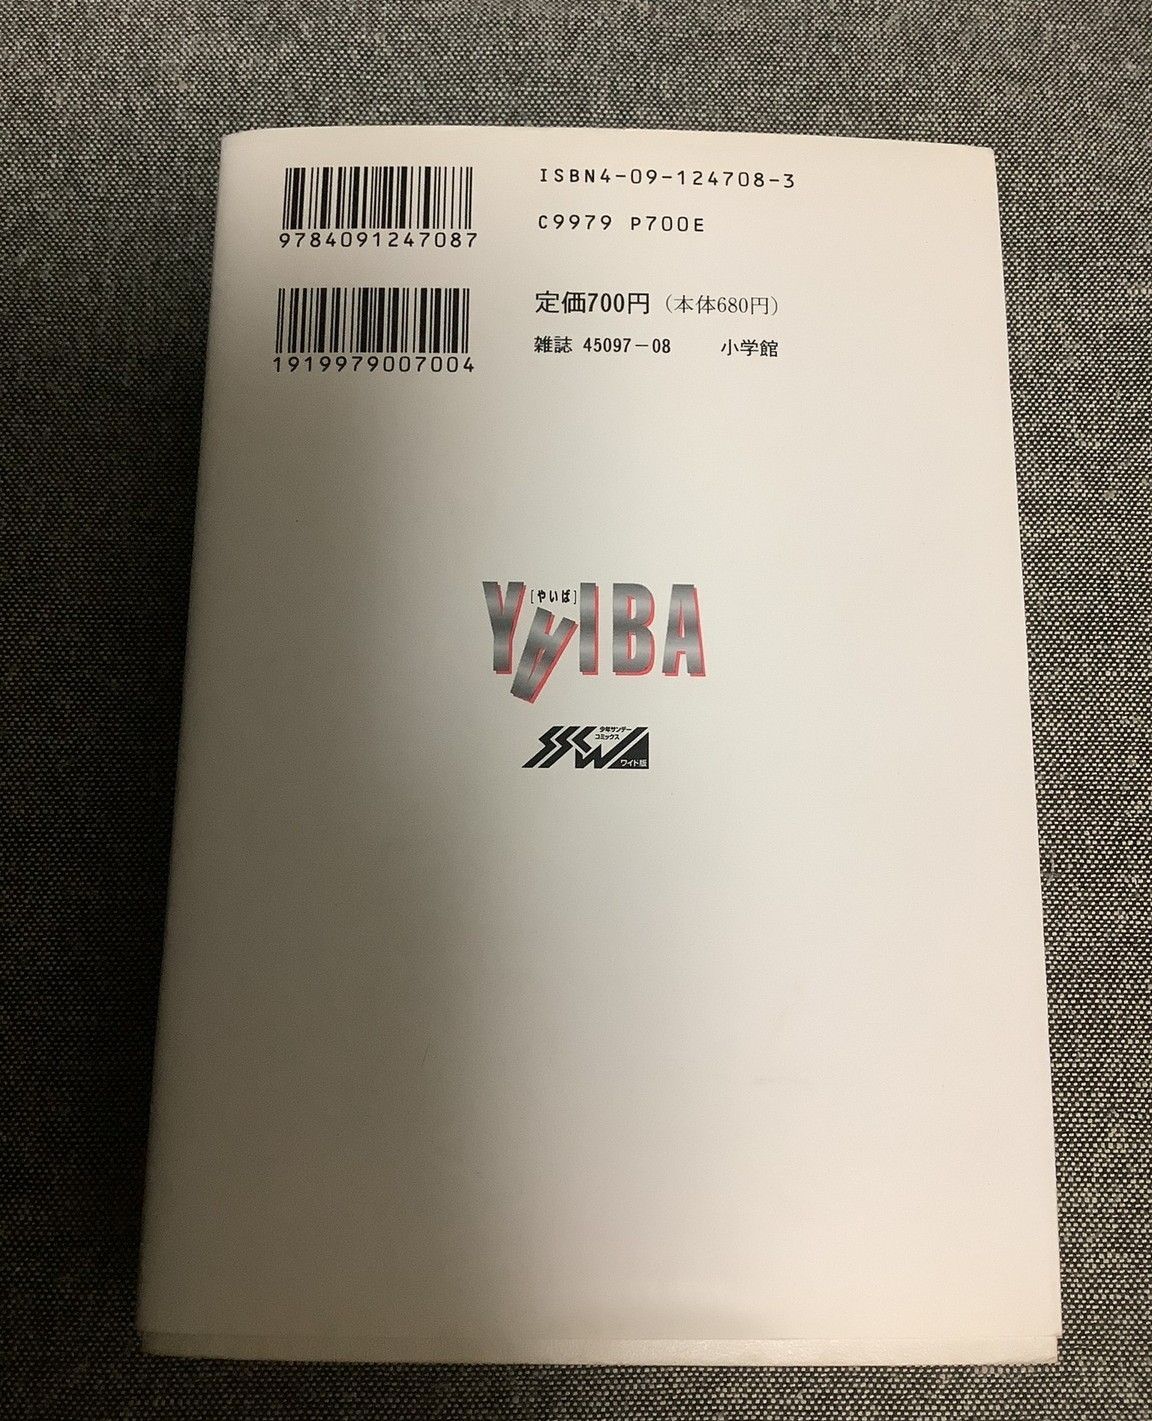 ISBN4-09-124708-3
9784091247087
C9979 P700E
1919979007004
定価700円（本体680円）
雑誌 45097-08 小学館
YAIBA
[やいば]
SSCW
少年サンデー
コミックス
ワイド版